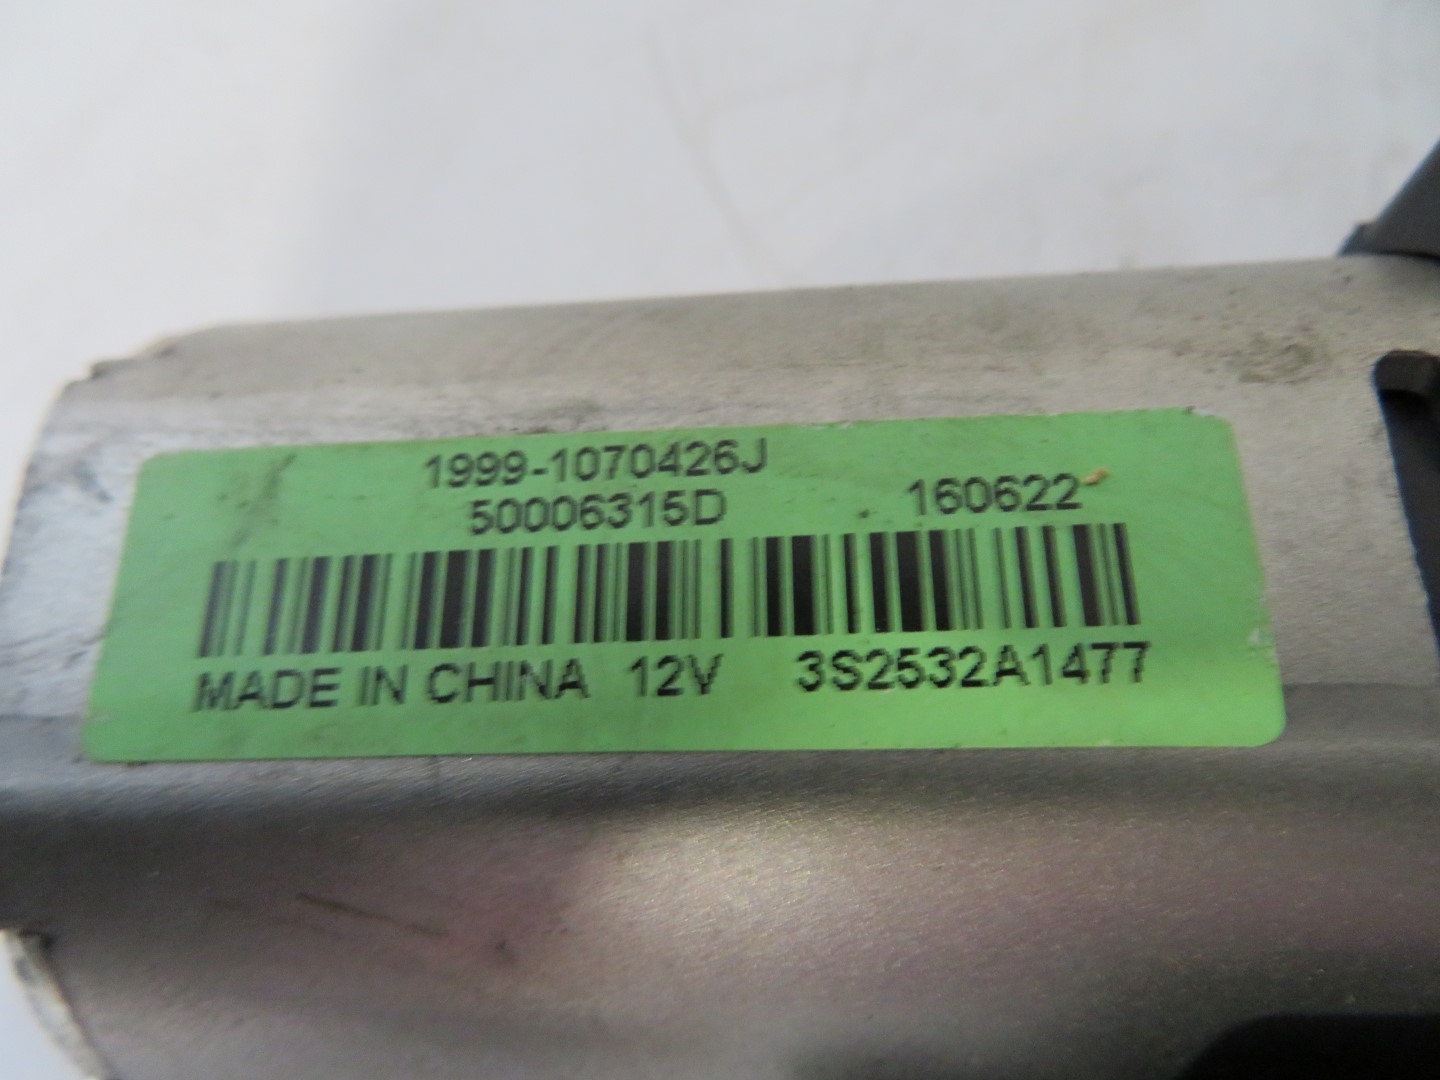 1999-1070426J
50006315D 160622
MADE IN CHINA 12V 3S2532A1477